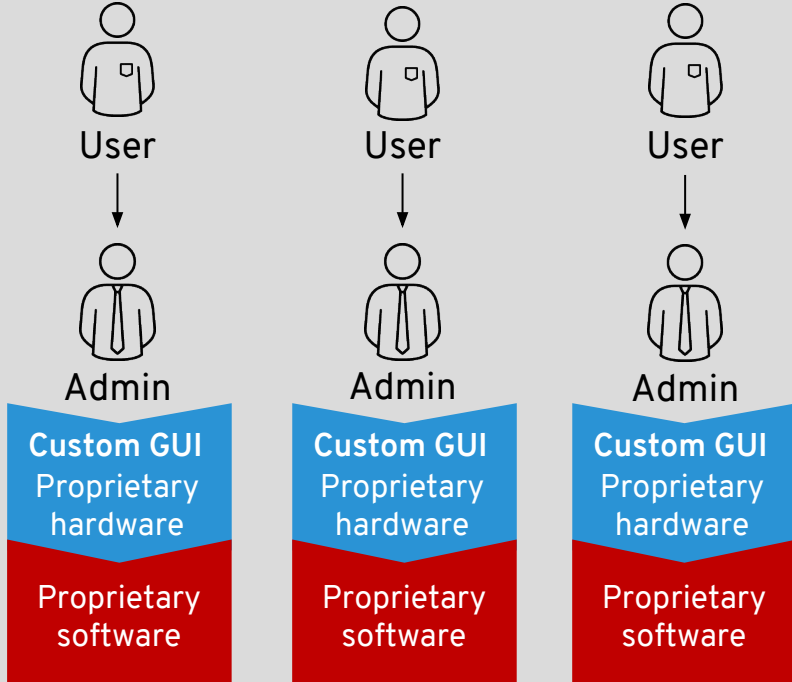 User
User
User
Admin
Admin
Admin
Custom GUI
Proprietary
hardware
Proprietary
software
Custom GUI
Proprietary
hardware
Proprietary
software
Custom GUI
Proprietary
hardware
Proprietary
software